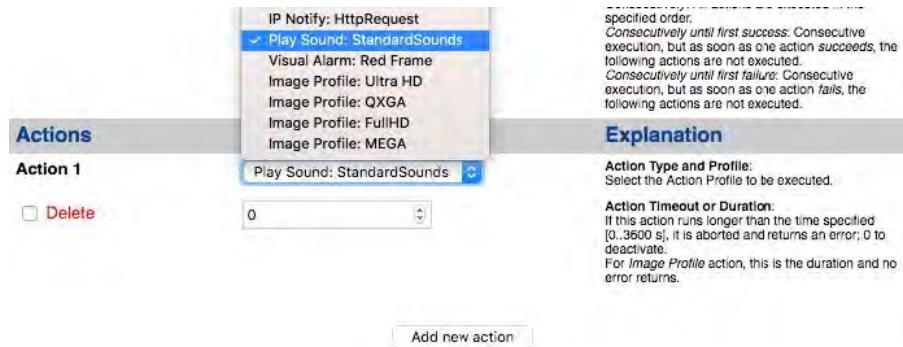 IP Notify: HttpRequest
✓ Play Sound: StandardSounds
Visual Alarm: Red Frame
Image Profile: Ultra HD
Image Profile: QXGA
Image Profile: FullHD
Image Profile: MEGA
specified order.
Consecutively until first success: Consecutive
execution, but as soon as one action succeeds, the
following actions are not executed.
Consecutively until first failure: Consecutive
execution, but as soon as one action fails, the
following actions are not executed.
Actions
Explanation
Action 1
Play Sound: StandardSounds
Action Type and Profile:
Select the Action Profile to be executed.
Delete
0
Action Timeout or Duration:
If this action runs longer than the time specified
[0..3600 s], it is aborted and returns an error; 0 to
deactivate.
For Image Profile action, this is the duration and no
error returns.
Add new action